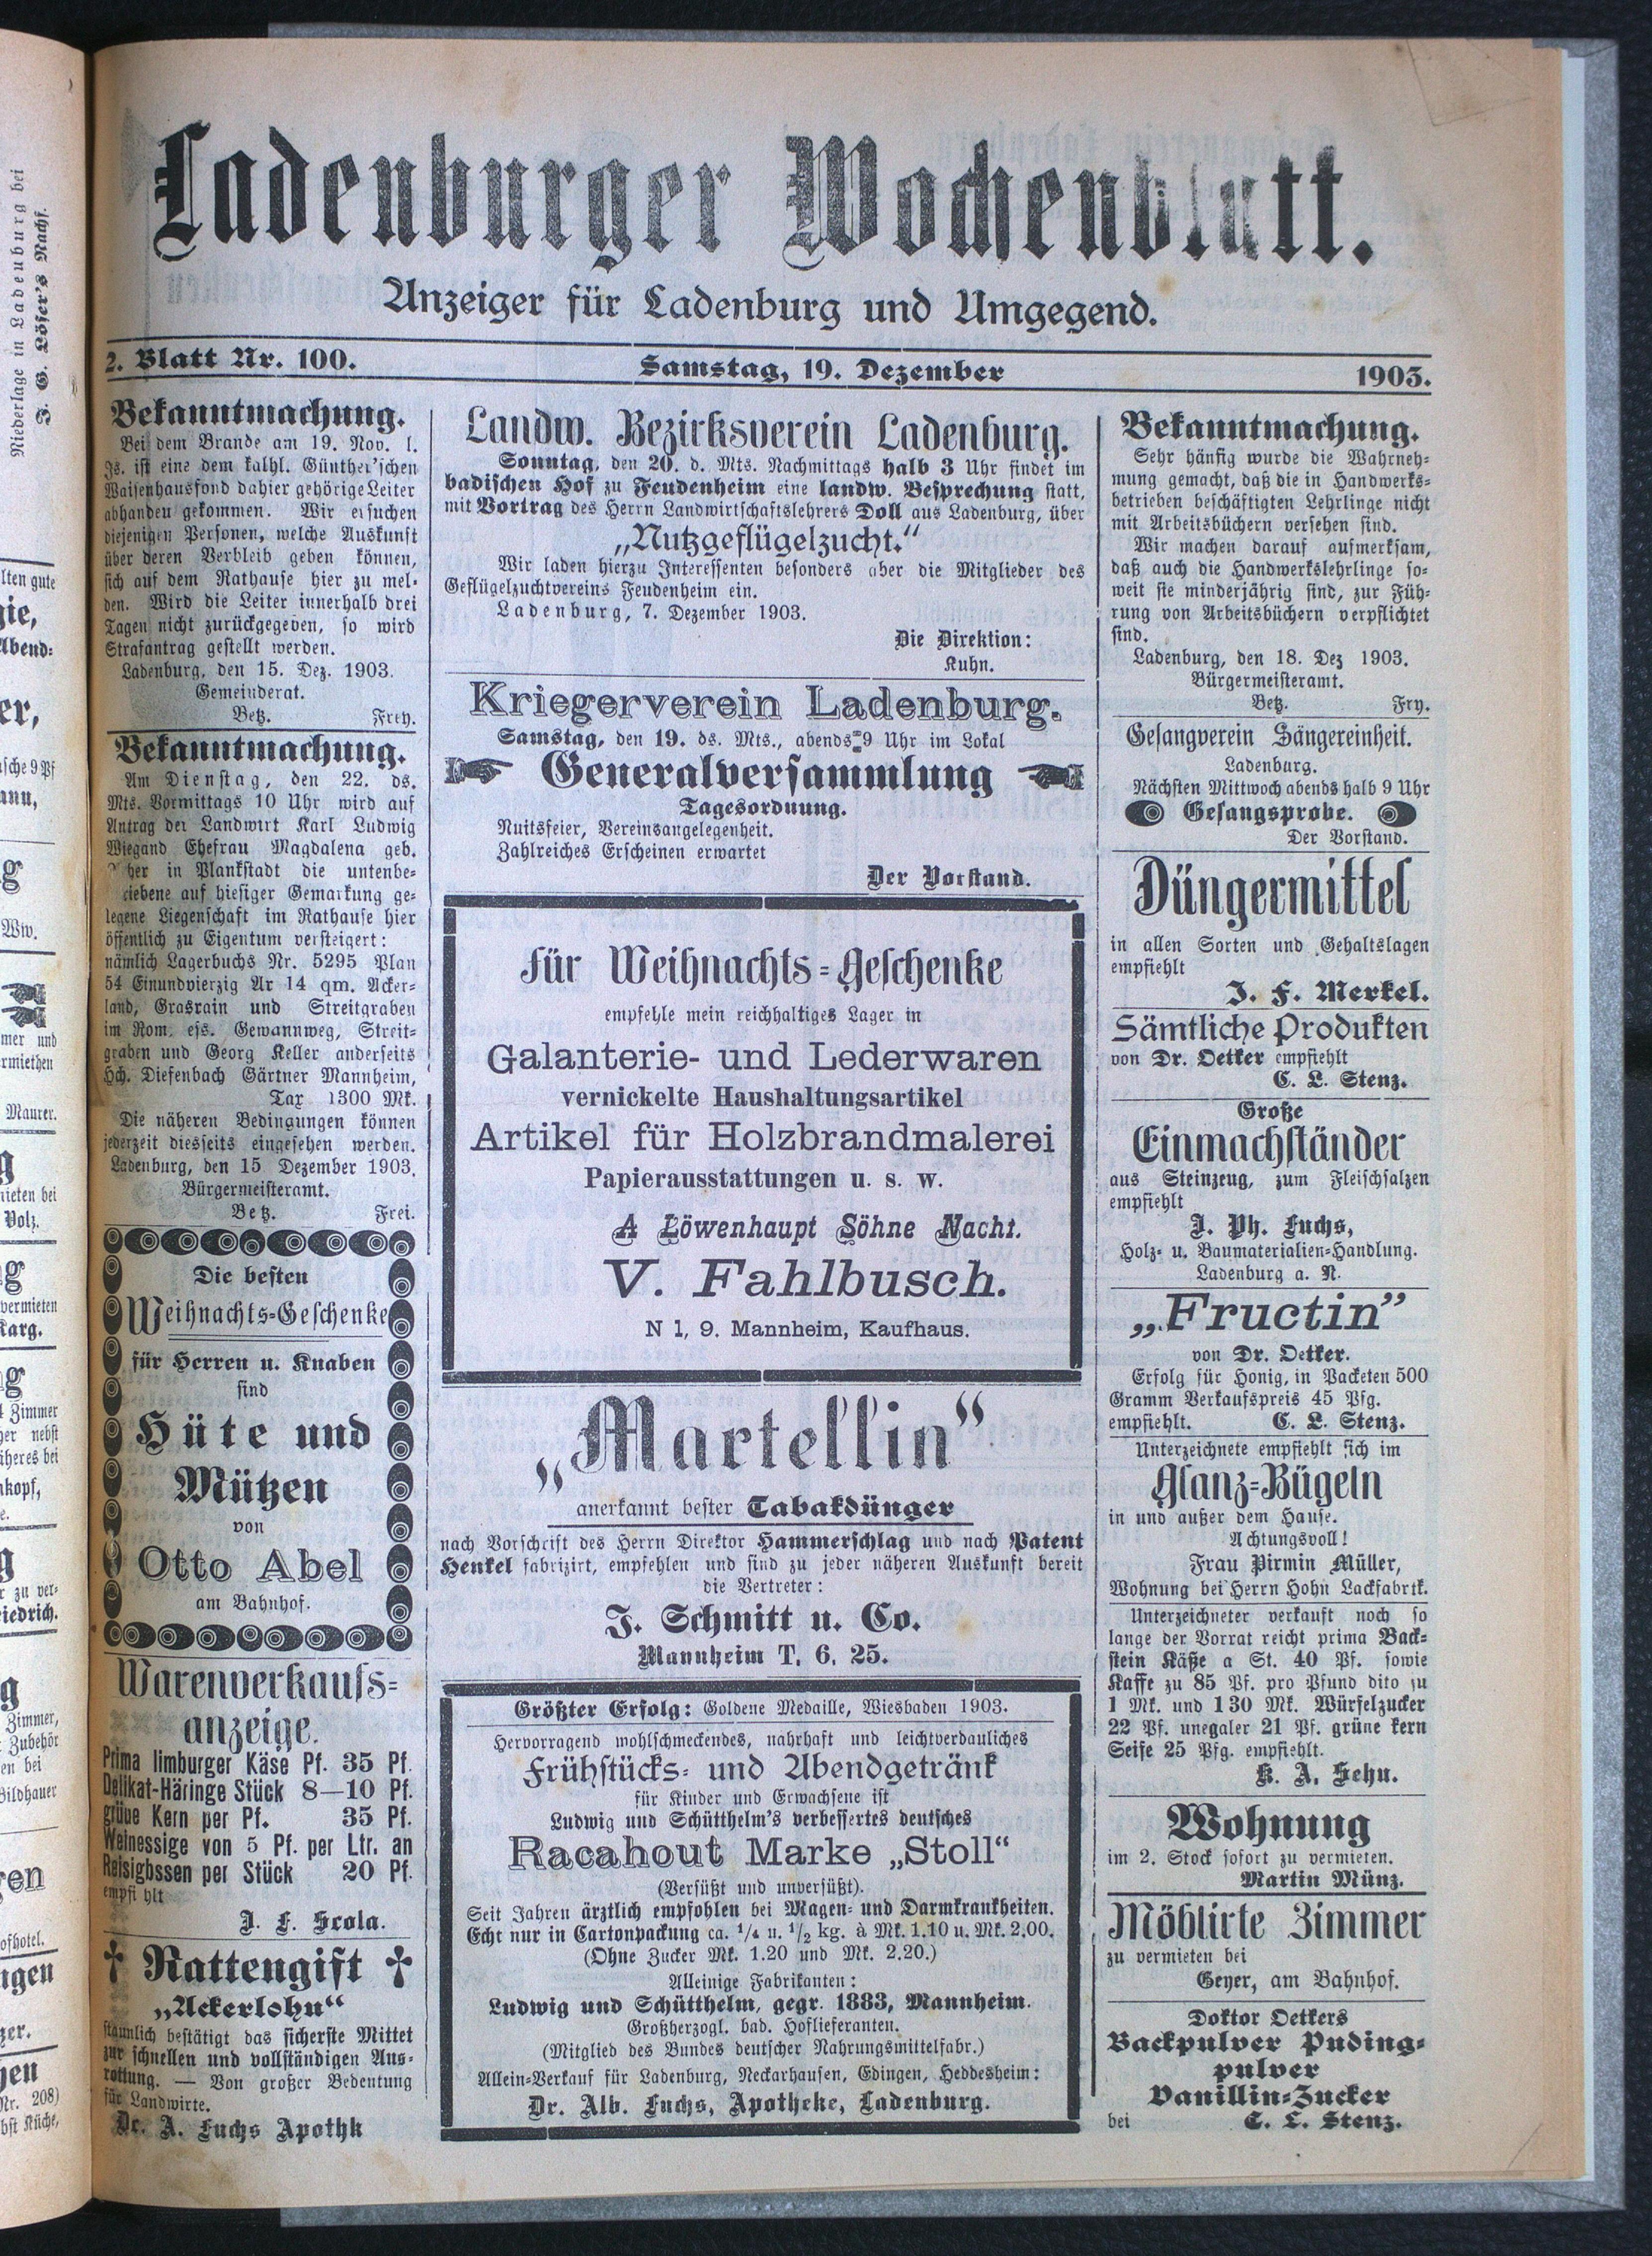 Ladenburger Wochenblatt.
Anzeiger für Ladenburg und Umgegend.
2. Blatt Nr. 100.
Samstag, 19. Dezember
1903.
Bekanntmachung.
Bei dem Brande am 19. Nov. l.
Js. ist eine dem kathl. Günther'schen
Waisenhausfond dahier gehörige Leiter
abhanden gekommen. Wir ersuchen
diejenigen Personen, welche Auskunft
über deren Verbleib geben können,
sich auf dem Rathause hier zu mel-
den. Wird die Leiter innerhalb drei
Tagen nicht zurückgegeben, so wird
Strafantrag gestellt werden.
Ladenburg, den 15. Dez. 1903.
Gemeinderat.
Betz. Frey.
Bekanntmachung.
Am Dienstag, den 22. ds.
Mts. Vormittags 10 Uhr wird auf
Antrag der Landwirt Karl Ludwig
Wiegand Ehefrau Magdalena geb.
in Plankstadt die untenbe-
auf hiesiger Gemarkung ge-
legene Liegenschaft im Rathause hier
öffentlich zu Eigentum versteigert:
nämlich Lagerbuchs Nr. 5295 Plan
54 Einundvierzig Ar 14 qm. Acker-
land, Grasrain und Streitgraben
im Rom, ejs. Gewannweg, Streit-
graben und Georg Keller anderseits
Hch. Diefenbach Gärtner Mannheim,
Tax 1300 Mk.
Die näheren Bedingungen können
jederzeit diesseits eingesehen werden.
Ladenburg, den 15 Dezember 1903.
Bürgermeisteramt.
Betz. Frei.
Die besten
Weihnachts-Geschenke
für Herren u. Knaben
sind
Hüte und
Mützen
von
Otto Abel
am Bahnhof.
Warenverkaufs-
anzeige.
Prima limburger Käse Pf. 35 Pf.
Delikat-Häringe Stück 8—10 Pf.
grüne Kern per Pf. 35 Pf.
Weinessige von 5 Pf. per Ltr. an
Reisigbssen per Stück 20 Pf.
empfi hlt
J. F. Scola.
† Rattengift †
„Ackerlohn“
staunlich bestätigt das sicherste Mittet
zur schnellen und vollständigen Aus-
rottung. — Von großer Bedentung
für Landwirte.
Dr. A. Fuchs Apothk
Landw. Bezirksverein Ladenburg.
Sonntag, den 20. d. Mts. Nachmittags halb 3 Uhr findet im
badischen Hof zu Feudenheim eine landw. Besprechung statt,
mit Vortrag des Herrn Landwirtschaftslehrers Doll aus Ladenburg, über
„Nutzgeflügelzucht.“
Wir laden hierzu Interessenten besonders aber die Mitglieder des
Geflügelzuchtvereins Feudenheim ein.
Ladenburg, 7. Dezember 1903.
Die Direktion:
Kuhn.
Kriegerverein Ladenburg.
Samstag, den 19. ds. Mts., abends 9 Uhr im Lokal
Generalversammlung
Tagesordnung.
Nuitsfeier, Vereinsangelegenheit.
Zahlreiches Erscheinen erwartet
Der Vorstand.
Für Weihnachts-Geschenke
empfehle mein reichhaltiges Lager in
Galanterie- und Lederwaren
vernickelte Haushaltungsartikel
Artikel für Holzbrandmalerei
Papierausstattungen u. s. w.
A Löwenhaupt Söhne Nacht.
V. Fahlbusch.
N 1, 9. Mannheim, Kaufhaus.
„Martellin“
anerkannt bester Tabakdünger
nach Vorschrift des Herrn Direktor Hammerschlag und nach Patent
Henkel fabrizirt, empfehlen und sind zu jeder näheren Auskunft bereit
die Vertreter:
J. Schmitt u. Co.
Mannheim T. 6. 25.
Größter Erfolg: Goldene Medaille, Wiesbaden 1903.
Hervorragend wohlschmeckendes, nahrhaft und leichtverdauliches
Frühstücks- und Abendgetränk
für Kinder und Erwachsene ist
Ludwig und Schütthelm's verbessertes deutsches
Racahout Marke „Stoll“
(Versüßt und unversüßt).
Seit Jahren ärztlich empfohlen bei Magen- und Darmkrankheiten.
Echt nur in Cartonpackung ca. 1/4 u. 1/2 kg. à Mk. 1.10 u. Mk. 2.00.
(Ohne Zucker Mk. 1.20 und Mk. 2.20.)
Alleinige Fabrikanten:
Ludwig und Schütthelm, gegr. 1883, Mannheim.
Großherzogl. bad. Hoflieferanten.
(Mitglied des Bundes deutscher Nahrungsmittelfabr.)
Allein-Verkauf für Ladenburg, Neckarhausen, Edingen, Heddesheim:
Dr. Alb. Fuchs, Apotheke, Ladenburg.
Bekanntmachung.
Sehr hänfig wurde die Wahrneh-
mung gemacht, daß die in Handwerks-
betrieben beschäftigten Lehrlinge nicht
mit Arbeitsbüchern versehen sind.
Wir machen darauf aufmerksam,
daß auch die Handwerkslehrlinge so-
weit sie minderjährig sind, zur Füh-
rung von Arbeitsbüchern verpflichtet
sind.
Ladenburg, den 18. Dez 1903.
Bürgermeisteramt.
Betz. Fry.
Gesangverein Sängereinheit.
Ladenburg.
Nächsten Mittwoch abends halb 9 Uhr
Gesangsprobe.
Der Vorstand.
Düngermittel
in allen Sorten und Gehaltslagen
empfiehlt
J. F. Merkel.
Sämtliche Produkten
von Dr. Oetker empfiehlt
C. L. Stenz.
Große
Einmachständer
aus Steinzeug, zum Fleischsalzen
empfiehlt
J. Ph. Fuchs,
Holz- u. Baumaterialien-Handlung.
Ladenburg a. N.
„Fructin”
von Dr. Oetker.
Erfolg für Honig, in Packeten 500
Gramm Verkaufspreis 45 Pfg.
empfiehlt. C. L. Stenz.
Unterzeichnete empfiehlt sich im
Glanz-Bügeln
in und außer dem Hause.
Achtungsvoll!
Frau Pirmin Müller,
Wohnung bei Herrn Hohn Lackfabrik.
Unterzeichneter verkauft noch so
lange der Vorrat reicht prima Back-
stein Käße a St. 40 Pf. sowie
Kaffe zu 85 Pf. pro Pfund dito zu
1 Mk. und 1 30 Mk. Würfelzucker
22 Pf. unegaler 21 Pf. grüne kern
Seife 25 Pfg. empfiehlt.
K. A. Hehn.
Wohnung
im 2. Stock sofort zu vermieten.
Martin Münz.
Möblirte Zimmer
zu vermieten bei
Geyer, am Bahnhof.
Doktor Oetkers
Backpulver Puding-
pulver
Vanillin-Zucker
bei C. L. Stenz.